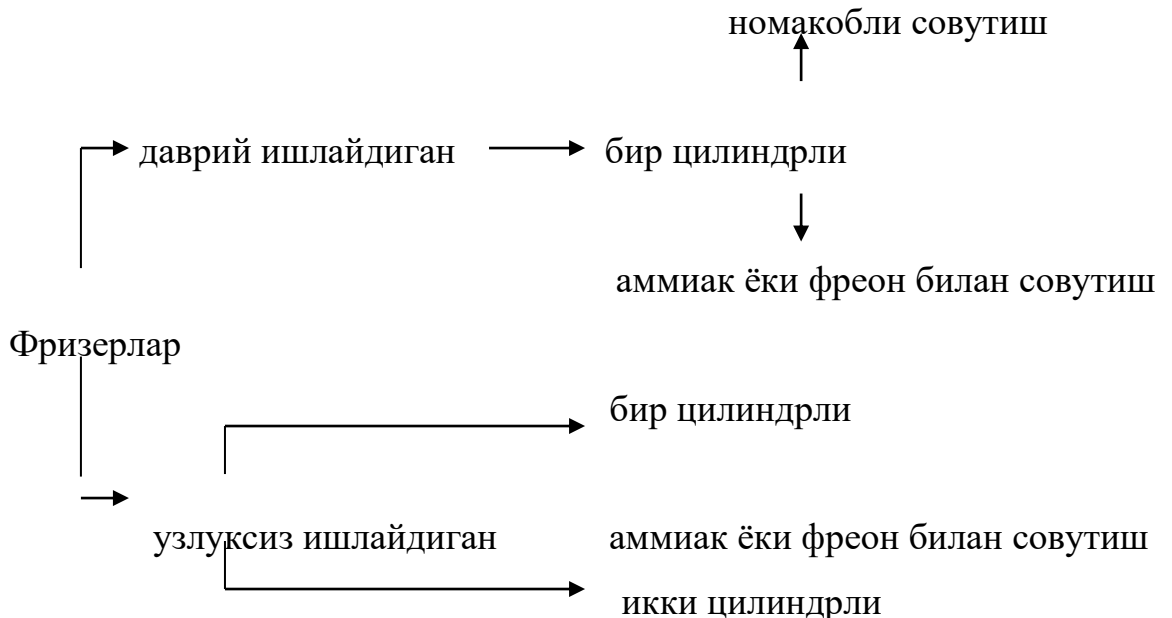 номакобли совутиш
даврий ишлайдиган бир цилиндрли
аммиак ёки фреон билан совутиш
Фризерлар
бир цилиндрли
узлуксиз ишлайдиган аммиак ёки фреон билан совутиш
икки цилиндрли